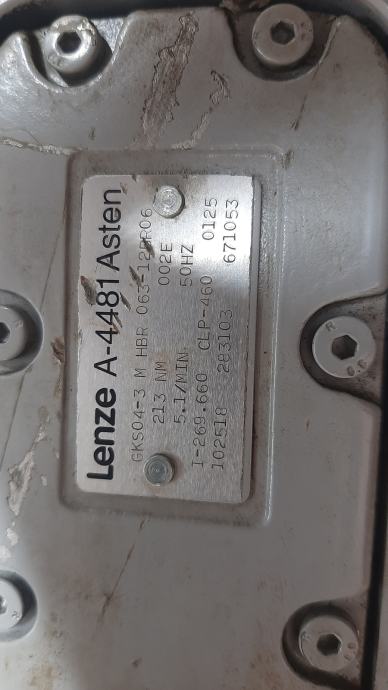 Lenze A-4481 Asten
GKS04-3 M HBR 063-12
213 NM 002E
5.1/MIN 50HZ
I-269.660 CLP-460 0125
102518 283103 671053